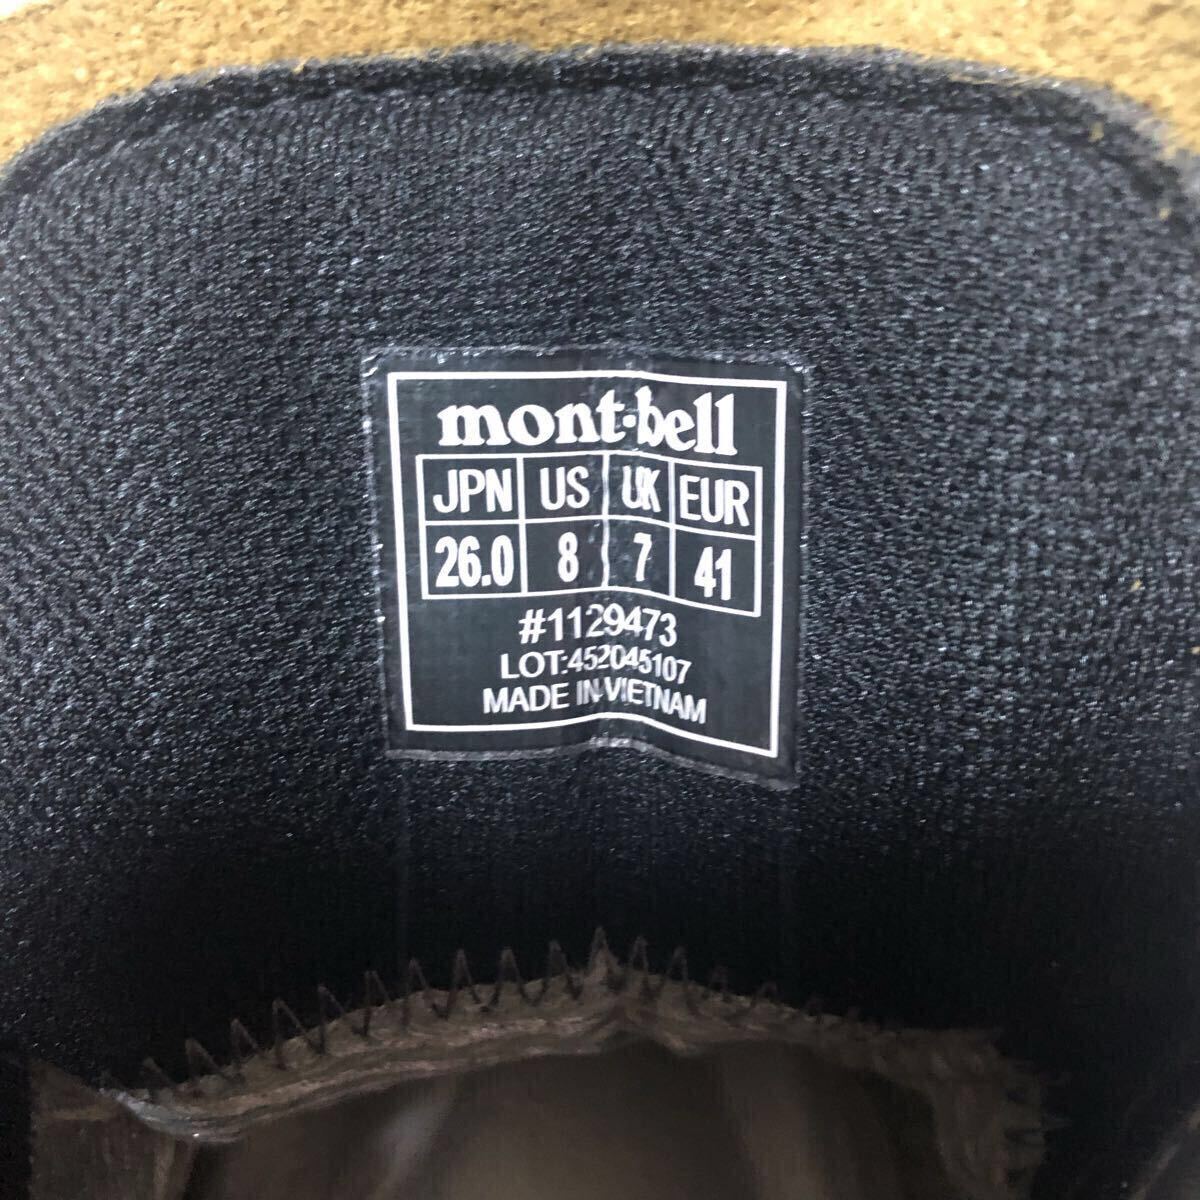 mont-bell
JPN US UK EUR
26.0 8 7 41
#1129473
LOT:452045107
MADE IN VIETNAM